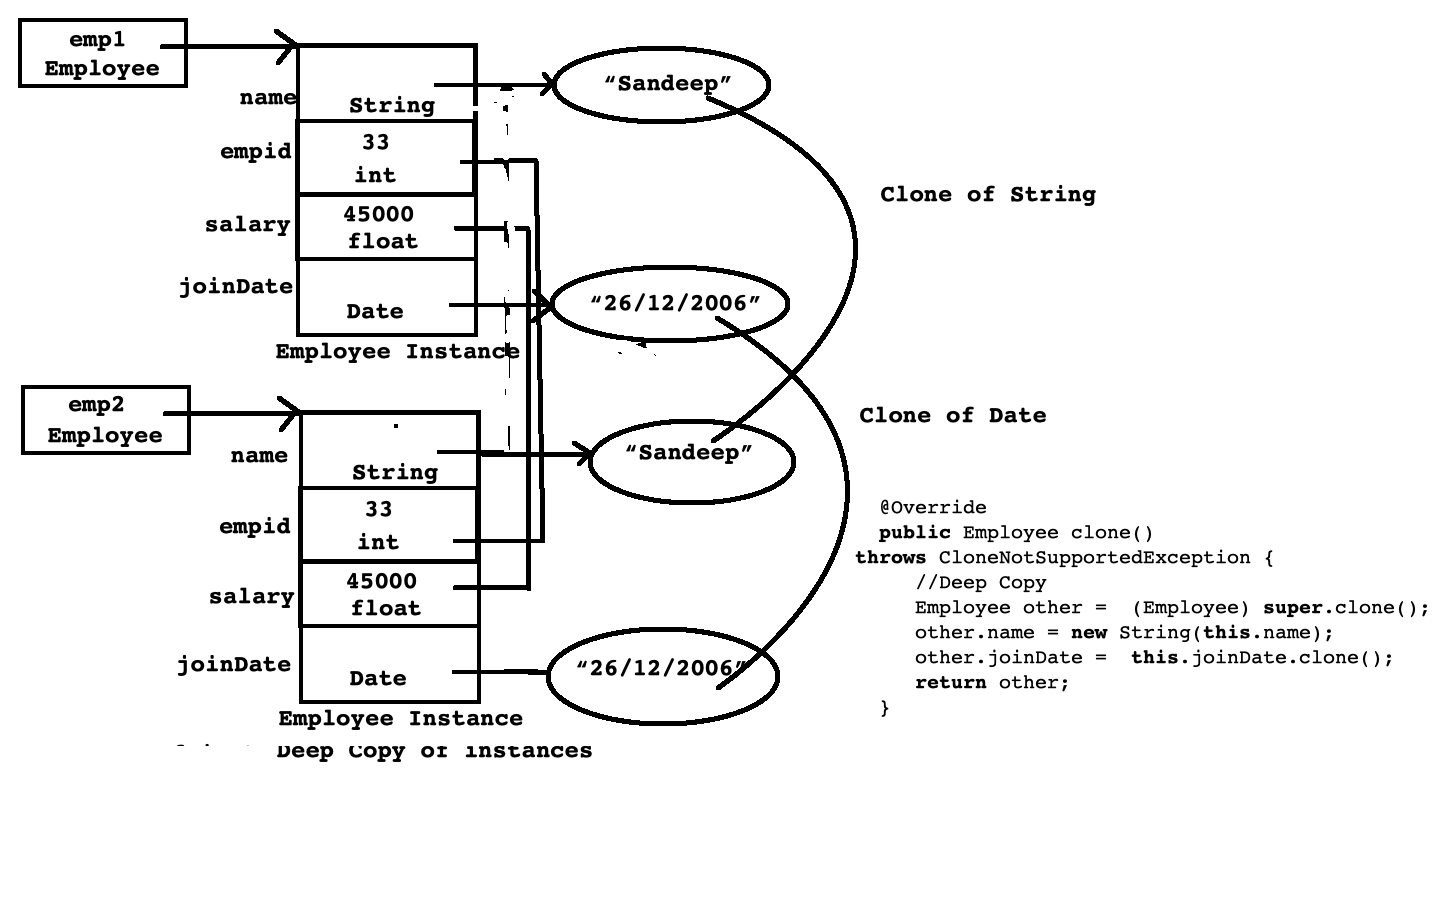 emp1
Employee
name
String
“Sandeep”
empid
33
int
salary
45000
float
joinDate
Date
“26/12/2006”
Employee Instance
Clone of String
emp2
Employee
name
String
“Sandeep”
empid
33
int
salary
45000
float
joinDate
Date
“26/12/2006”
Employee Instance
Deep Copy of instances
Clone of Date
@Override
public Employee clone()
throws CloneNotSupportedException {
//Deep Copy
Employee other = (Employee) super.clone();
other.name = new String(this.name);
other.joinDate = this.joinDate.clone();
return other;
}